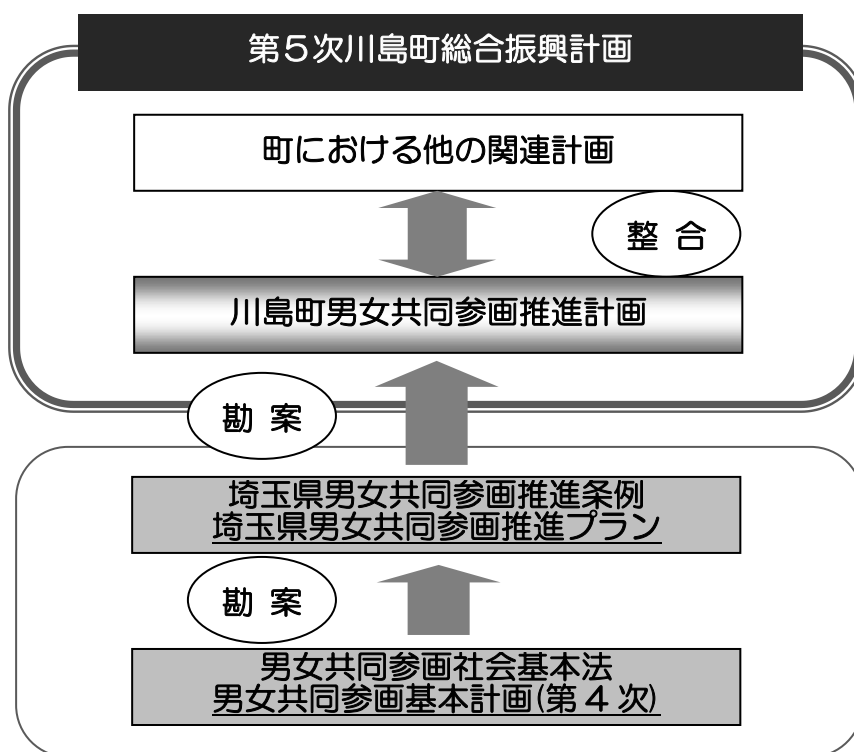 第５次川島町総合振興計画
町における他の関連計画
整 合
川島町男女共同参画推進計画
勘 案
埼玉県男女共同参画推進条例
埼玉県男女共同参画推進プラン
勘 案
男女共同参画社会基本法
男女共同参画基本計画(第 4 次)